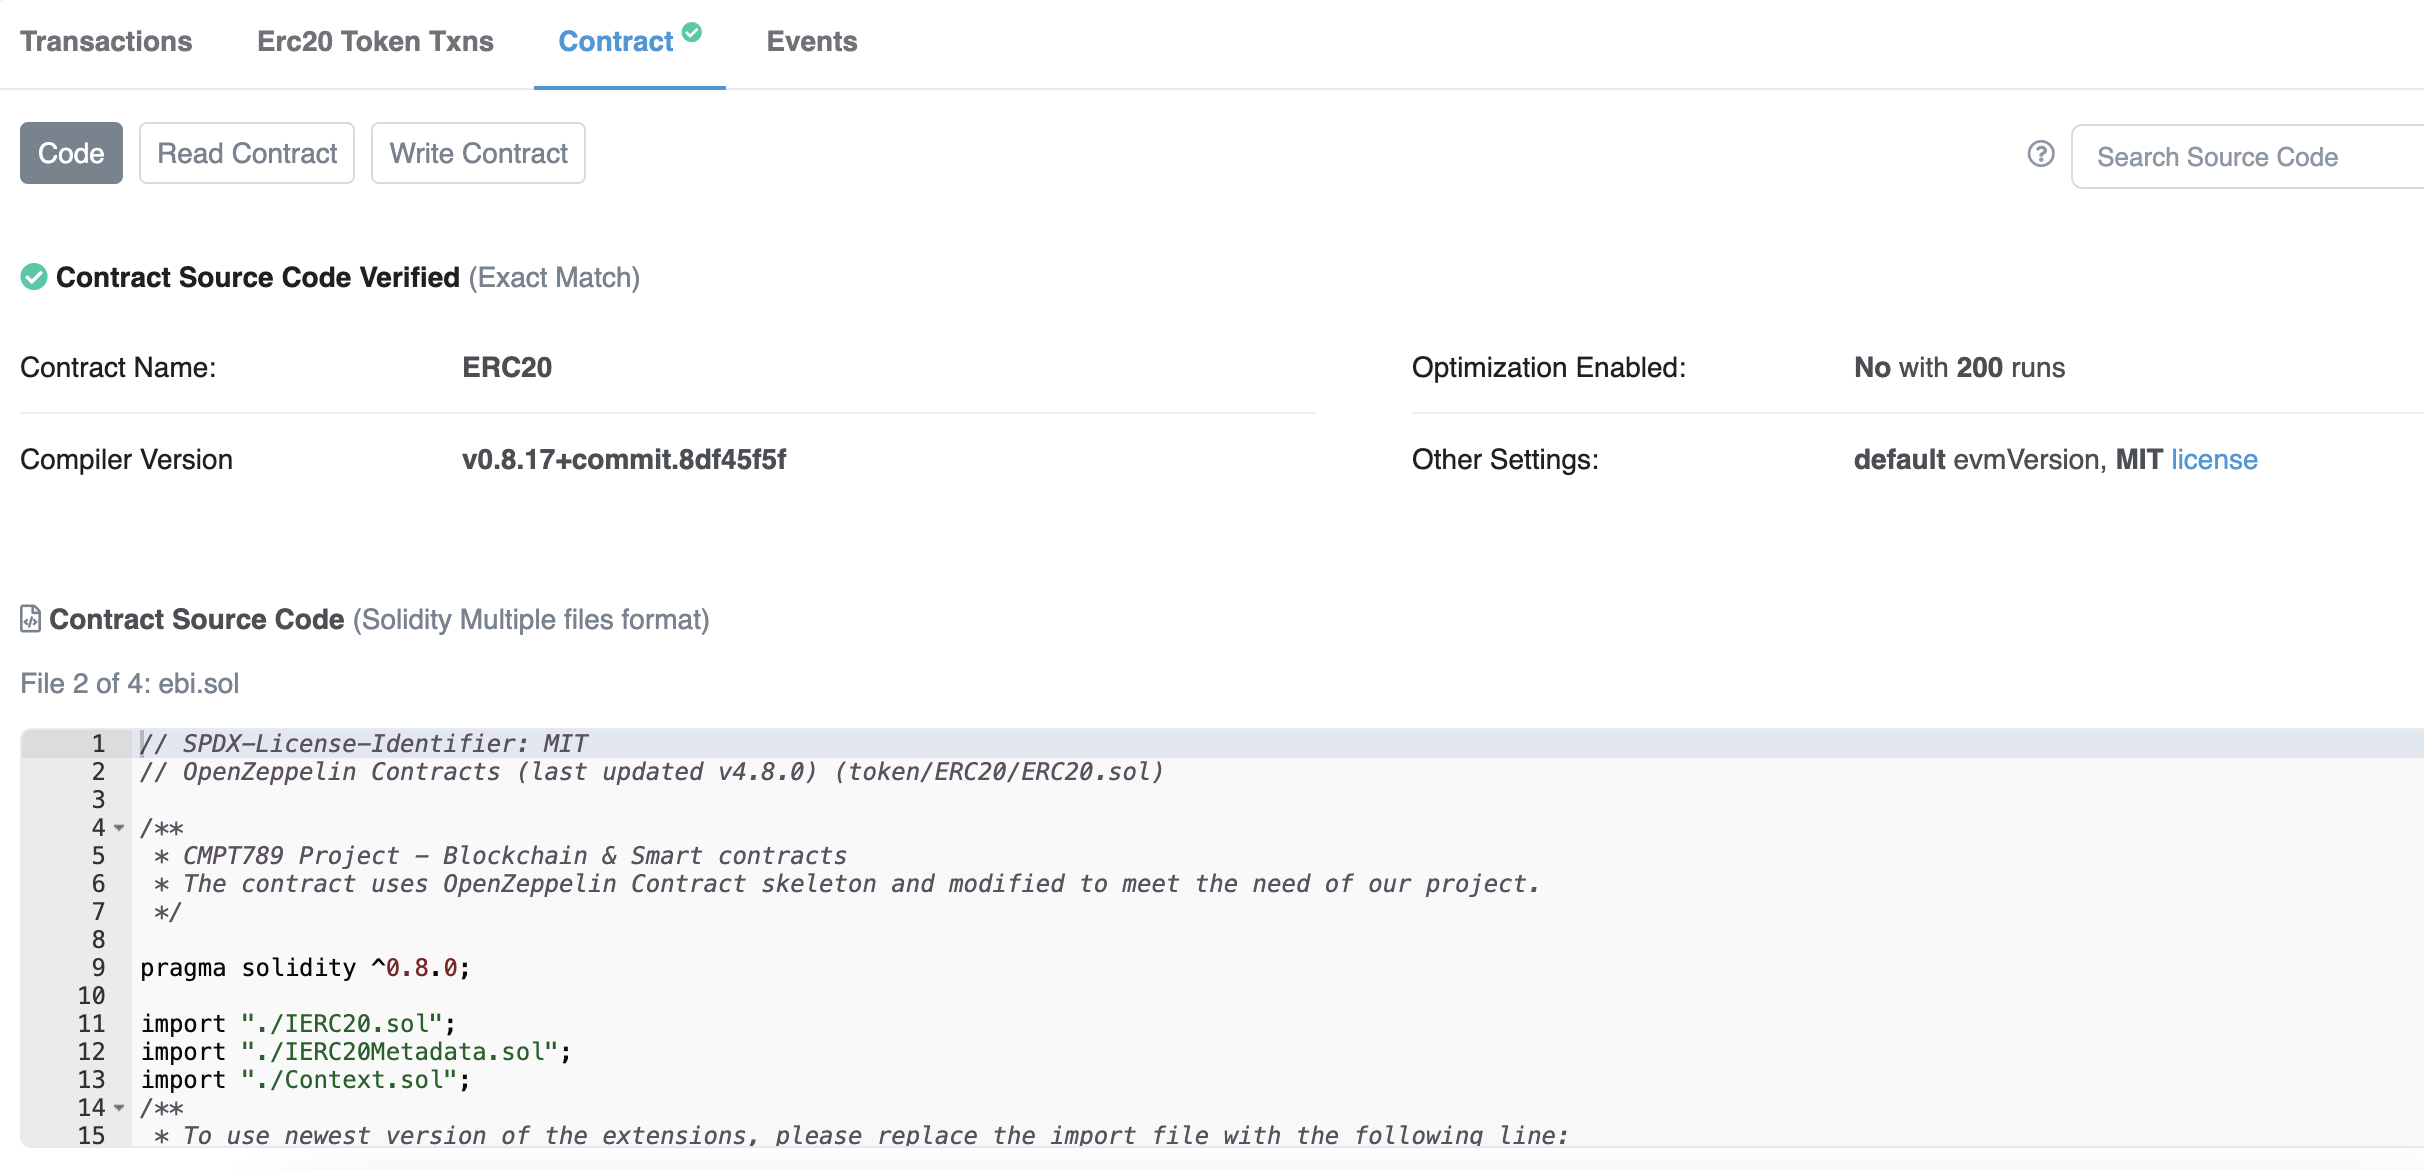 Transactions Erc20 Token Txns Contract Events
Code Read Contract Write Contract Search Source Code
Contract Source Code Verified (Exact Match)
Contract Name: ERC20 Optimization Enabled: No with 200 runs
Compiler Version v0.8.17+commit.8df45f5f Other Settings: default evmVersion, MIT license
Contract Source Code (Solidity Multiple files format)
File 2 of 4: ebi.sol
1 // SPDX-License-Identifier: MIT
2 // OpenZeppelin Contracts (last updated v4.8.0) (token/ERC20/ERC20.sol)
3
4 /**
5 * CMPT789 Project - Blockchain & Smart contracts
6 * The contract uses OpenZeppelin Contract skeleton and modified to meet the need of our project.
7 */
8
9 pragma solidity ^0.8.0;
10
11 import "./IERC20.sol";
12 import "./IERC20Metadata.sol";
13 import "./Context.sol";
14 /**
15 * To use newest version of the extensions, please replace the import file with the following line: